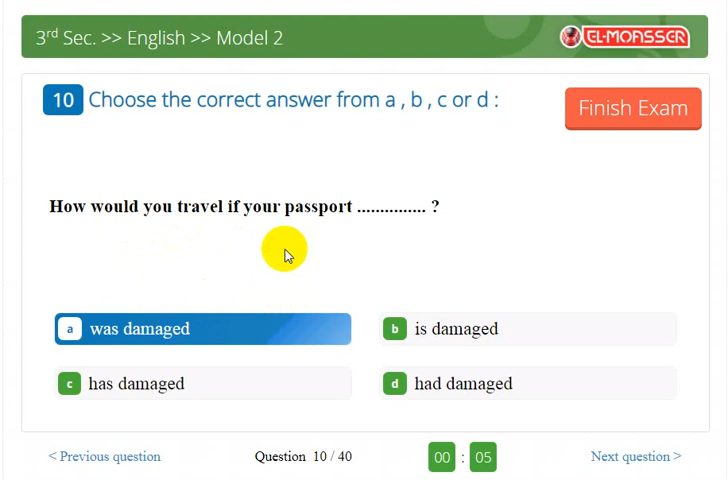 3rd Sec. >> English >> Model 2
EL-MOASSER
10 Choose the correct answer from a , b , c or d :
Finish Exam
How would you travel if your passport ............... ?
a was damaged
b is damaged
c has damaged
d had damaged
< Previous question
Question 10 / 40
00 : 05
Next question >